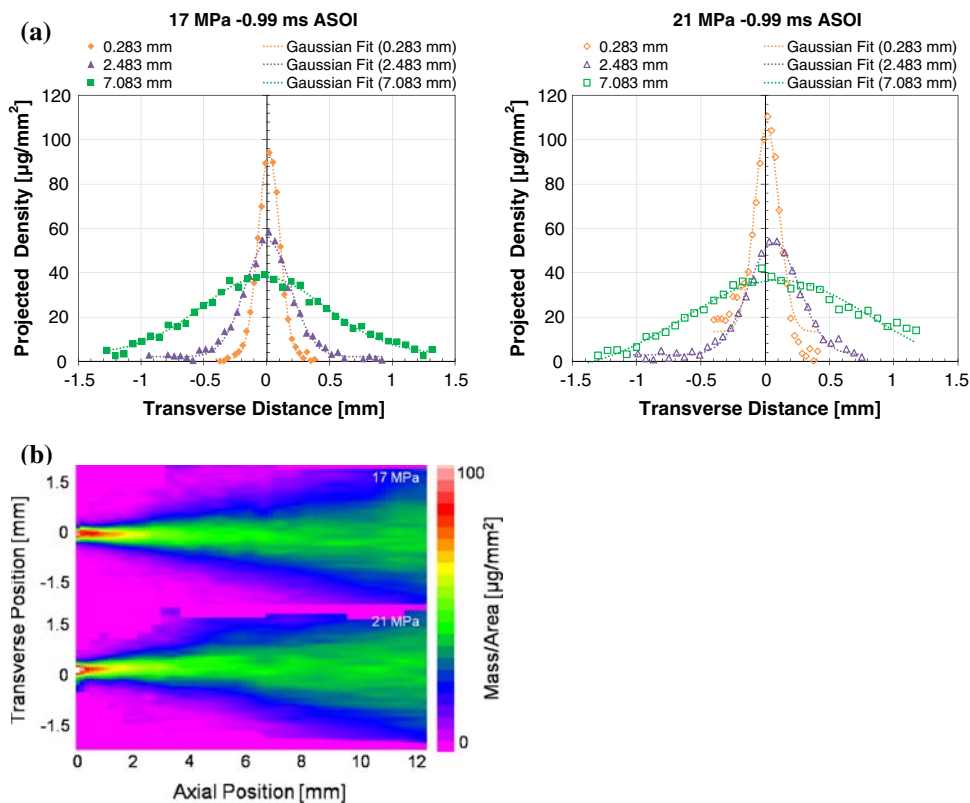 (a)
17 MPa -0.99 ms ASOI
0.283 mm
Gaussian Fit (0.283 mm)
2.483 mm
Gaussian Fit (2.483 mm)
7.083 mm
Gaussian Fit (7.083 mm)
Projected Density [µg/mm²]
120
100
80
60
40
20
0
-1.5
-1
-0.5
0
0.5
1
1.5
Transverse Distance [mm]
21 MPa -0.99 ms ASOI
0.283 mm
Gaussian Fit (0.283 mm)
2.483 mm
Gaussian Fit (2.483 mm)
7.083 mm
Gaussian Fit (7.083 mm)
Projected Density [µg/mm²]
120
100
80
60
40
20
0
-1.5
-1
-0.5
0
0.5
1
1.5
Transverse Distance [mm]
(b)
Transverse Position [mm]
1.5
0
-1.5
1.5
0
-1.5
17 MPa
21 MPa
0
2
4
6
8
10
12
Axial Position [mm]
100
0
Mass/Area [µg/mm²]